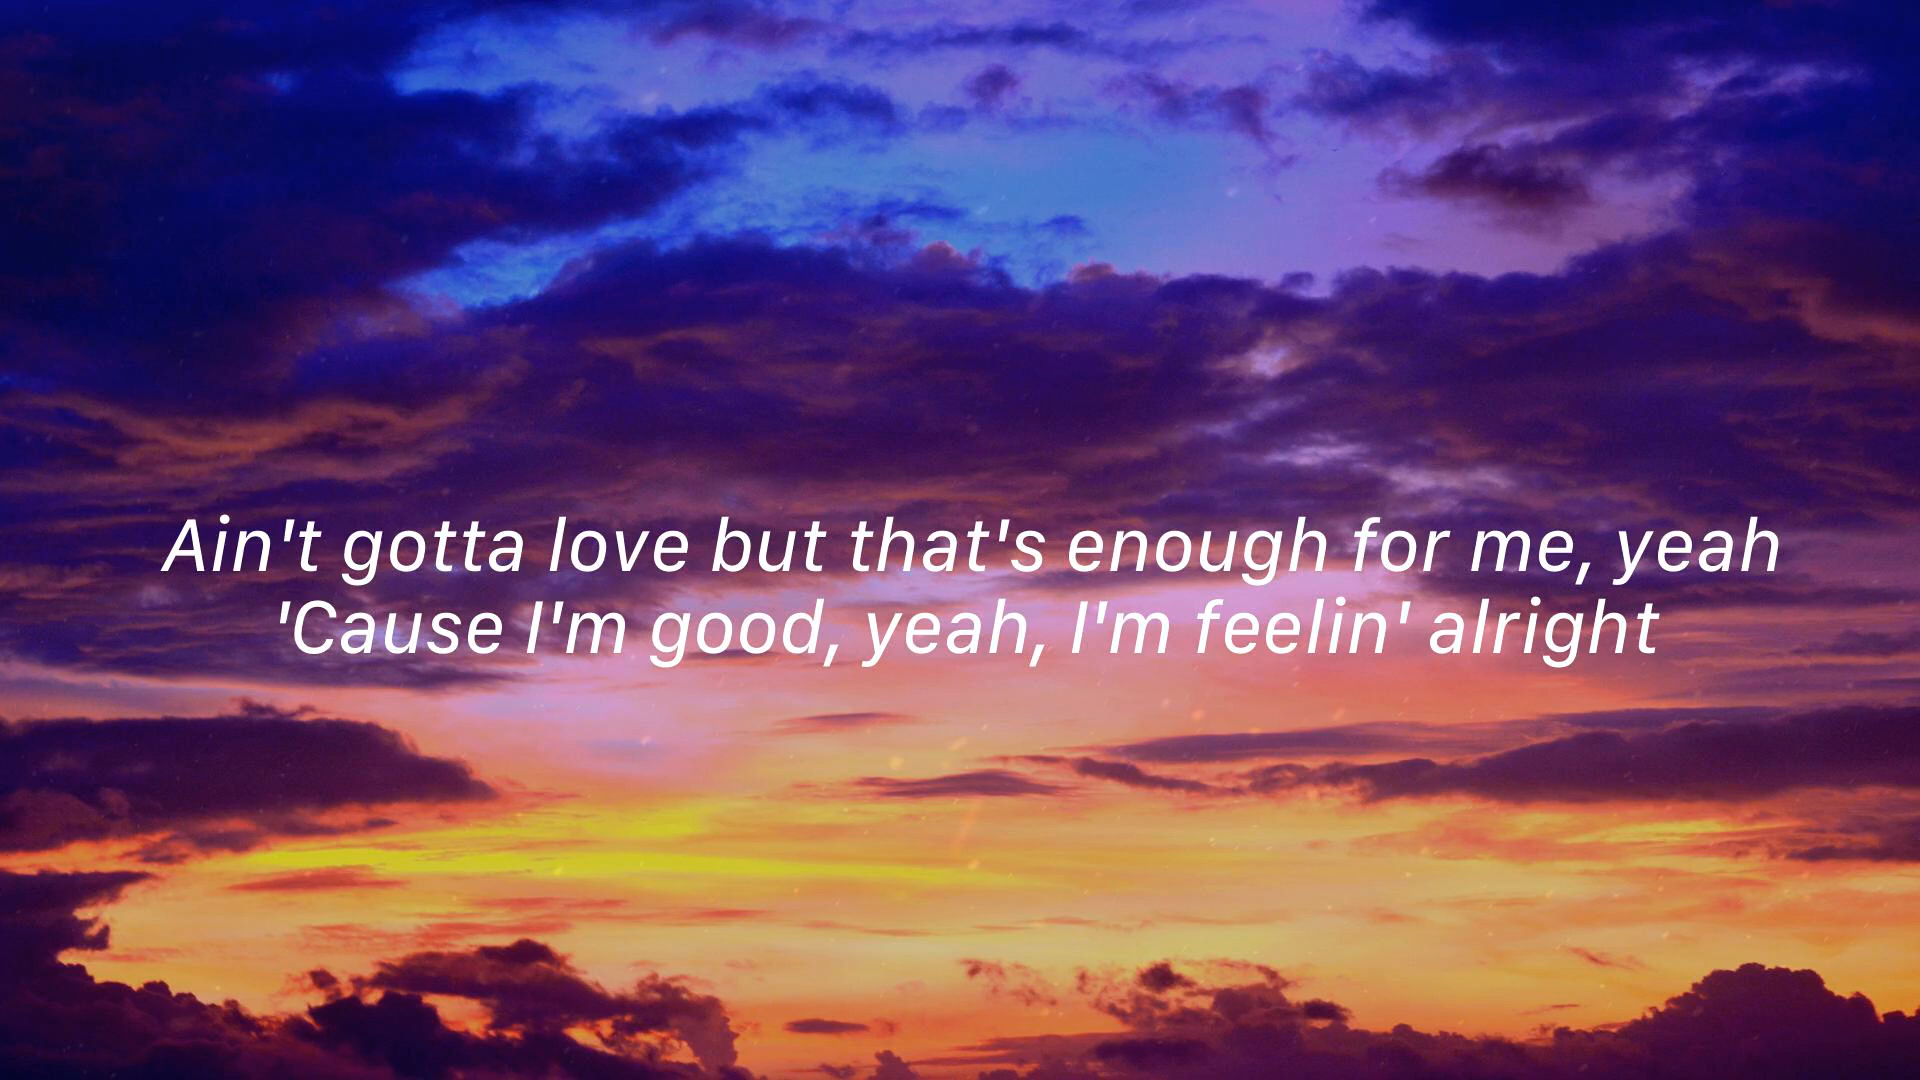 Ain't gotta love but that's enough for me, yeah
'Cause I'm good, yeah, I'm feelin' alright